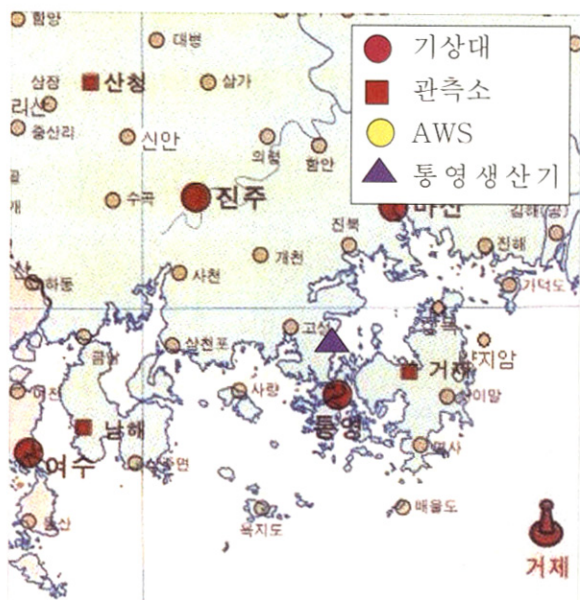 함양
대병
삼장
산청
삼가
리산
중산리
신안
의령
함안
수곡
진주
마산
김해(공)
진북
진해
개천
사천
하동
가덕도
고성
삼천포
금남
양지암
거제
사량
통영
남해
여수
욕지도
매물도
거제
기상대
관측소
AWS
통영생산기